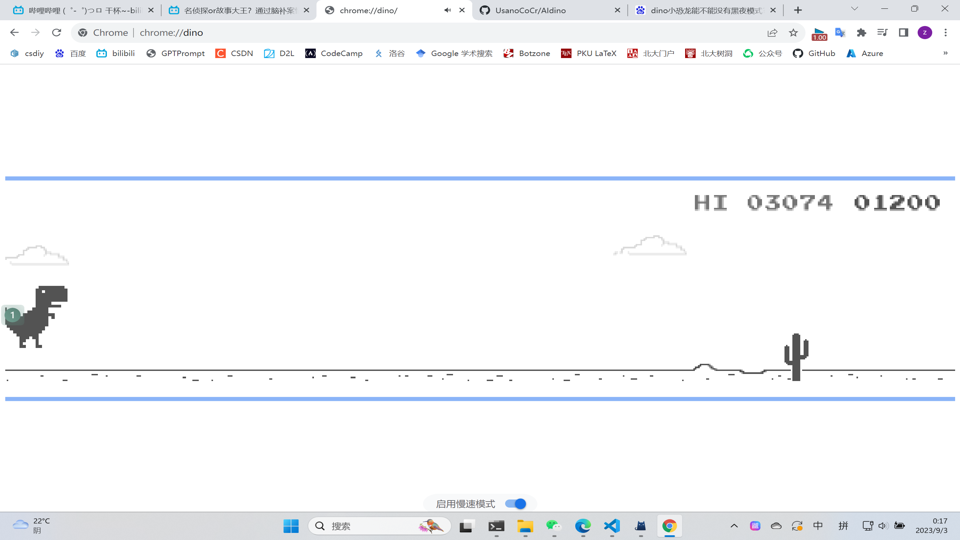 哔哩哔哩 (゜-゜)つロ 干杯~-bili
名侦探or故事大王？通过脑补案
chrome://dino/
UsanoCoCr/AIdino
dino小恐龙能不能没有黑夜模式
Chrome | chrome://dino
1.00
z
csdiy
百度
bilibili
GPTPrompt
CSDN
D2L
CodeCamp
洛谷
Google 学术搜索
Botzone
PKU LaTeX
北大门户
北大树洞
公众号
GitHub
Azure
»
HI 03074 01200
1
启用慢速模式
22°C
阴
搜索
中
拼
0:17
2023/9/3